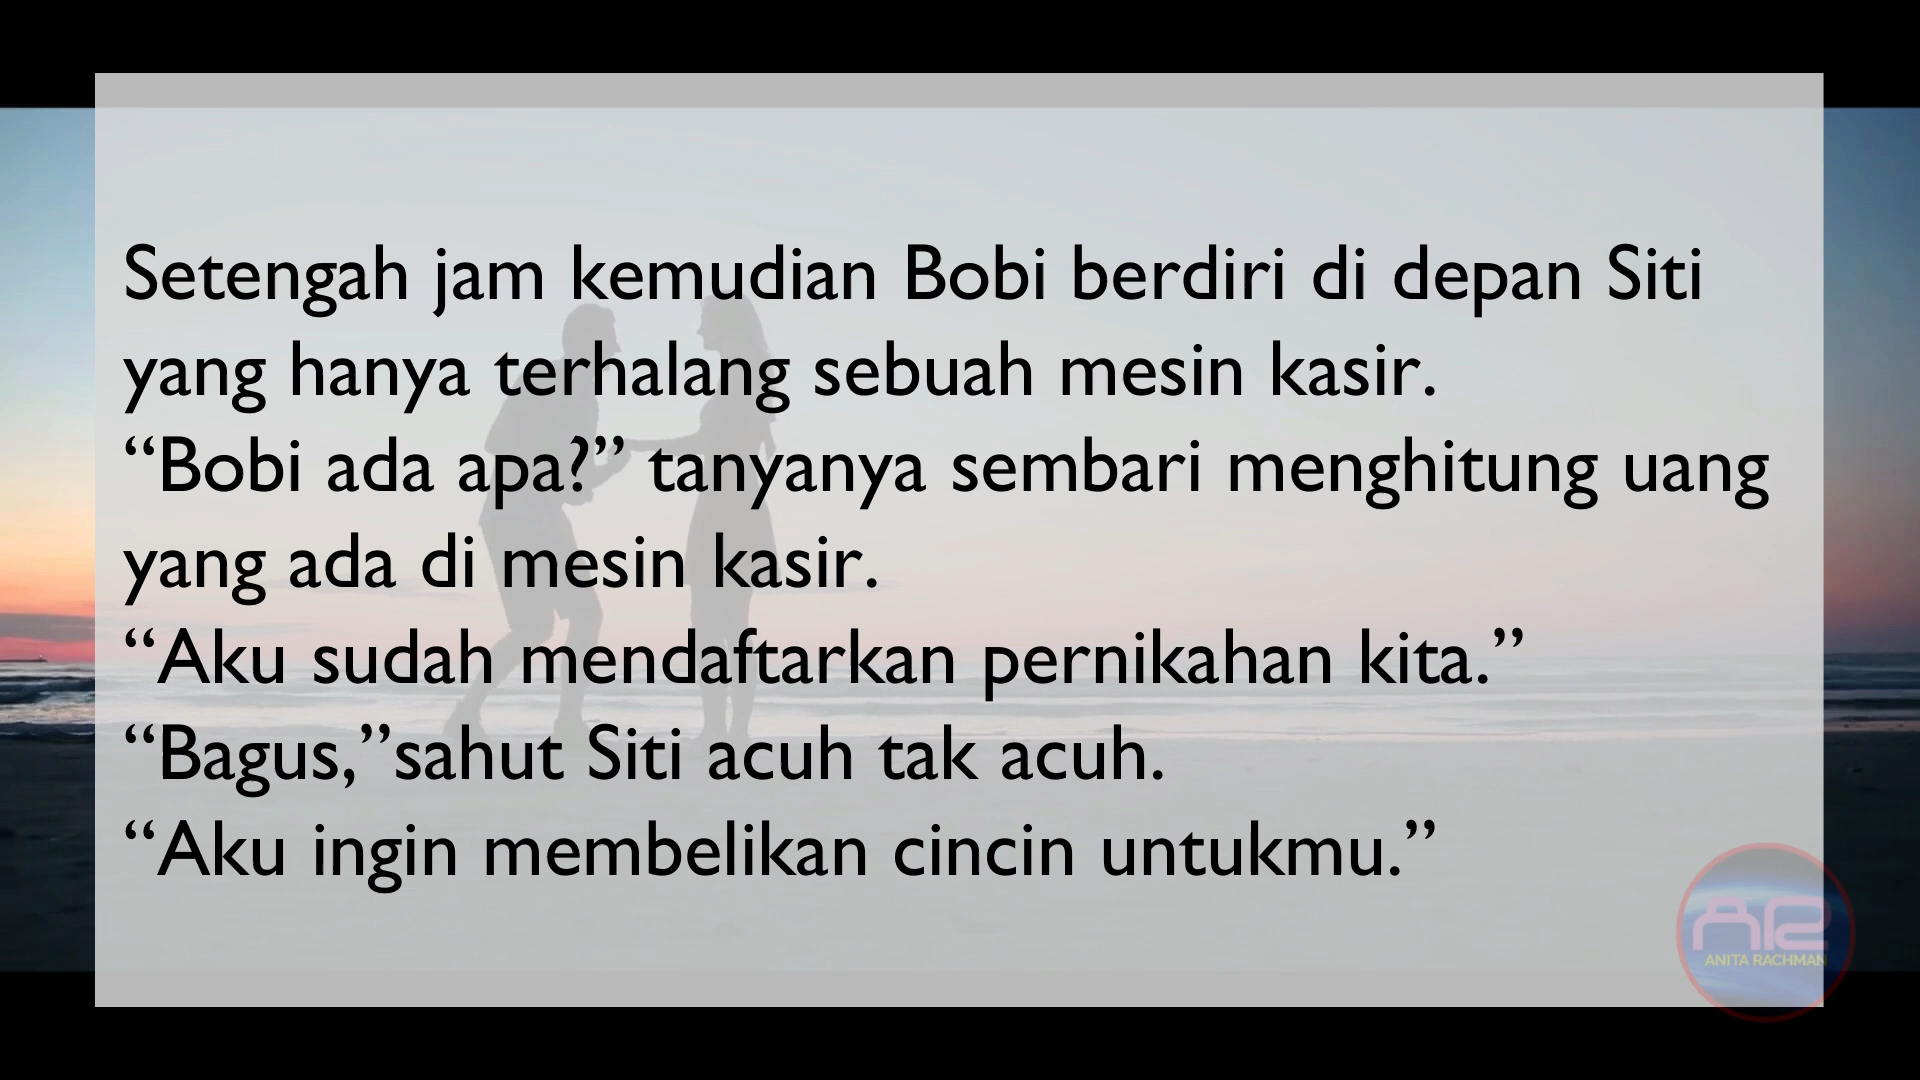 Setengah jam kemudian Bobi berdiri di depan Siti
yang hanya terhalang sebuah mesin kasir.
“Bobi ada apa?” tanyanya sembari menghitung uang
yang ada di mesin kasir.
“Aku sudah mendaftarkan pernikahan kita.”
“Bagus,”sahut Siti acuh tak acuh.
“Aku ingin membelikan cincin untukmu.”
AR
ANITA RACHMAN